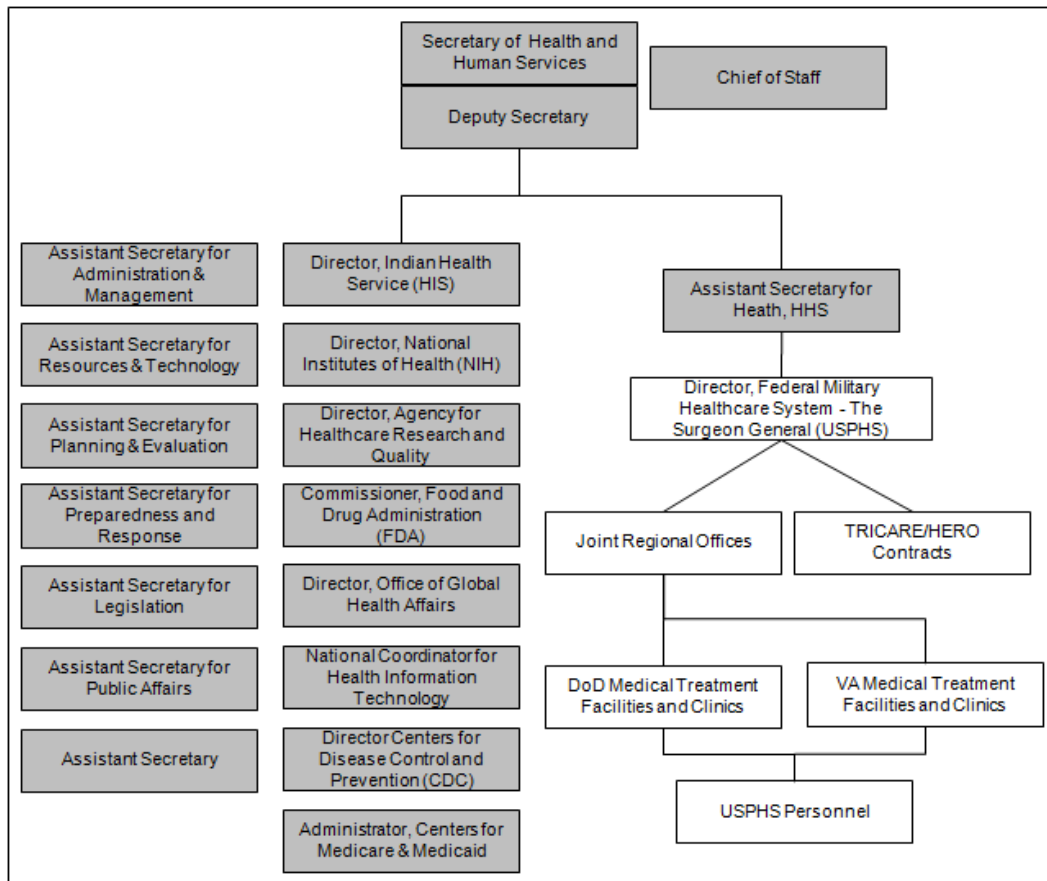 Secretary of Health and
Human Services
Chief of Staff
Deputy Secretary
Assistant Secretary for
Administration &
Management
Assistant Secretary for
Resources & Technology
Assistant Secretary for
Planning & Evaluation
Assistant Secretary for
Preparedness and
Response
Assistant Secretary for
Legislation
Assistant Secretary for
Public Affairs
Assistant Secretary
Director, Indian Health
Service (HIS)
Director, National
Institutes of Health (NIH)
Director, Agency for
Healthcare Research and
Quality
Commissioner, Food and
Drug Administration
(FDA)
Director, Office of Global
Health Affairs
National Coordinator for
Health Information
Technology
Director Centers for
Disease Control and
Prevention (CDC)
Administrator, Centers for
Medicare & Medicaid
Assistant Secretary for
Heath, HHS
Director, Federal Military
Healthcare System - The
Surgeon General (USPHS)
Joint Regional Offices
TRICARE/HERO
Contracts
DoD Medical Treatment
Facilities and Clinics
VA Medical Treatment
Facilities and Clinics
USPHS Personnel